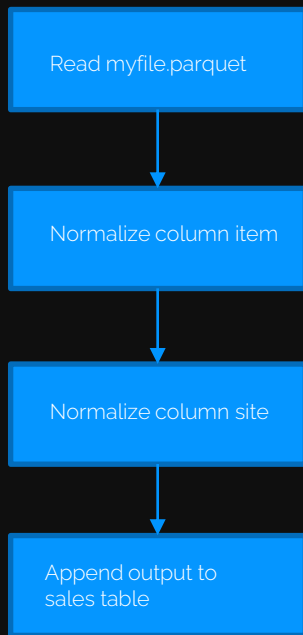 Read myfile.parquet
Normalize column item
Normalize column site
Append output to
sales table